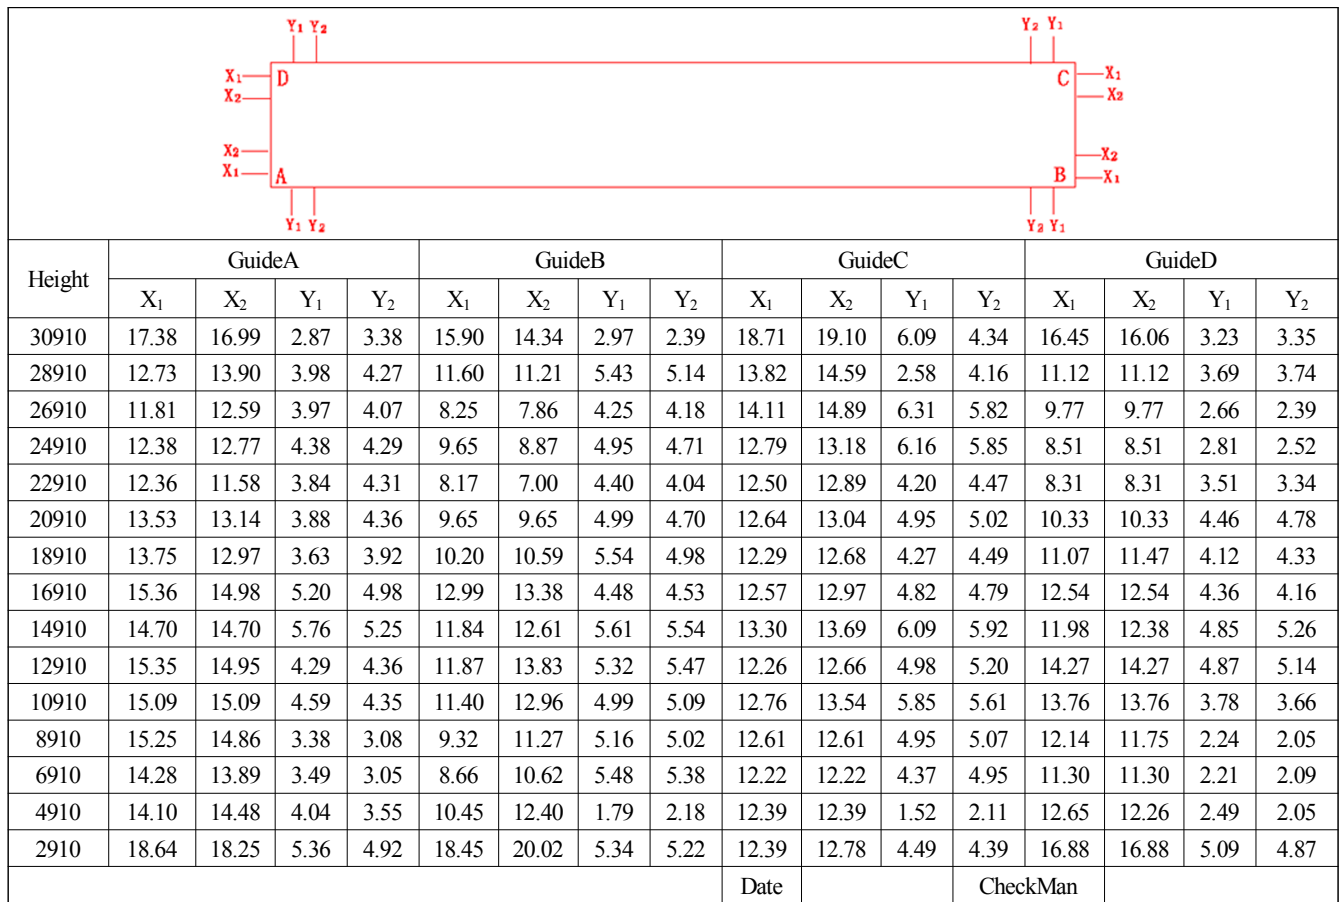 Y₁ Y₂ Y₂ Y₁
X₁ D C X₁
X₂ X₂
X₂ X₂
X₁ A B X₁
Y₁ Y₂ Y₂ Y₁
Height GuideA GuideB GuideC GuideD
X₁ X₂ Y₁ Y₂ X₁ X₂ Y₁ Y₂ X₁ X₂ Y₁ Y₂ X₁ X₂ Y₁ Y₂
30910 17.38 16.99 2.87 3.38 15.90 14.34 2.97 2.39 18.71 19.10 6.09 4.34 16.45 16.06 3.23 3.35
28910 12.73 13.90 3.98 4.27 11.60 11.21 5.43 5.14 13.82 14.59 2.58 4.16 11.12 11.12 3.69 3.74
26910 11.81 12.59 3.97 4.07 8.25 7.86 4.25 4.18 14.11 14.89 6.31 5.82 9.77 9.77 2.66 2.39
24910 12.38 12.77 4.38 4.29 9.65 8.87 4.95 4.71 12.79 13.18 6.16 5.85 8.51 8.51 2.81 2.52
22910 12.36 11.58 3.84 4.31 8.17 7.00 4.40 4.04 12.50 12.89 4.20 4.47 8.31 8.31 3.51 3.34
20910 13.53 13.14 3.88 4.36 9.65 9.65 4.99 4.70 12.64 13.04 4.95 5.02 10.33 10.33 4.46 4.78
18910 13.75 12.97 3.63 3.92 10.20 10.59 5.54 4.98 12.29 12.68 4.27 4.49 11.07 11.47 4.12 4.33
16910 15.36 14.98 5.20 4.98 12.99 13.38 4.48 4.53 12.57 12.97 4.82 4.79 12.54 12.54 4.36 4.16
14910 14.70 14.70 5.76 5.25 11.84 12.61 5.61 5.54 13.30 13.69 6.09 5.92 11.98 12.38 4.85 5.26
12910 15.35 14.95 4.29 4.36 11.87 13.83 5.32 5.47 12.26 12.66 4.98 5.20 14.27 14.27 4.87 5.14
10910 15.09 15.09 4.59 4.35 11.40 12.96 4.99 5.09 12.76 13.54 5.85 5.61 13.76 13.76 3.78 3.66
8910 15.25 14.86 3.38 3.08 9.32 11.27 5.16 5.02 12.61 12.61 4.95 5.07 12.14 11.75 2.24 2.05
6910 14.28 13.89 3.49 3.05 8.66 10.62 5.48 5.38 12.22 12.22 4.37 4.95 11.30 11.30 2.21 2.09
4910 14.10 14.48 4.04 3.55 10.45 12.40 1.79 2.18 12.39 12.39 1.52 2.11 12.65 12.26 2.49 2.05
2910 18.64 18.25 5.36 4.92 18.45 20.02 5.34 5.22 12.39 12.78 4.49 4.39 16.88 16.88 5.09 4.87
Date CheckMan